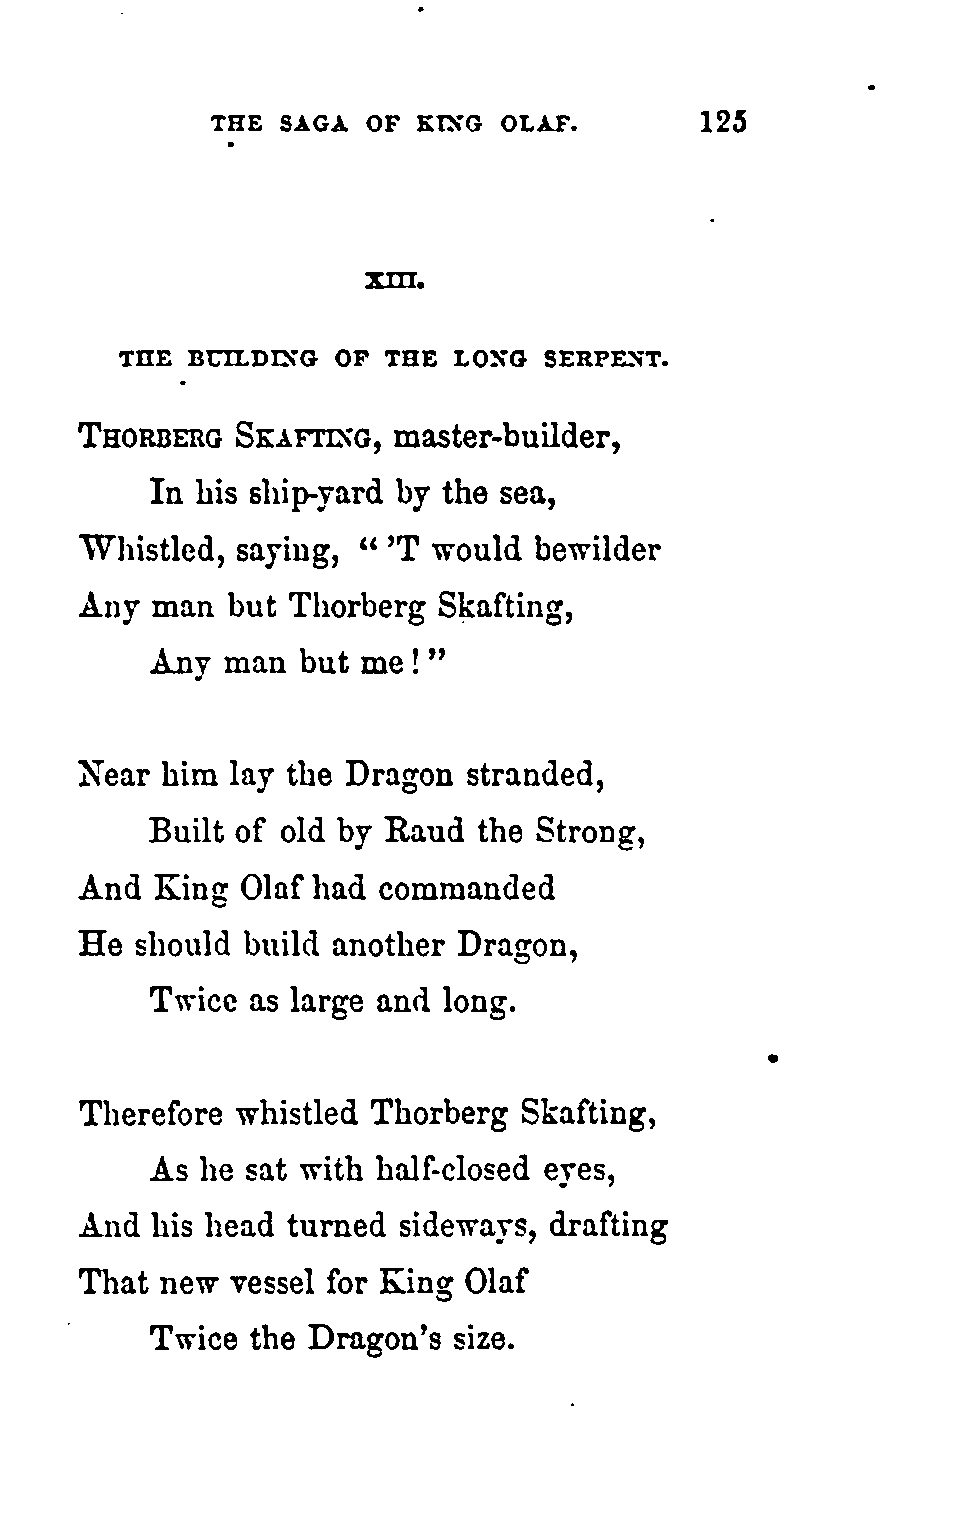 THE SAGA OF KING OLAF. 125
XIII.
THE BUILDING OF THE LONG SERPENT.
THORBERG SKAFTING, master-builder,
In his ship-yard by the sea,
Whistled, saying, “ ’T would bewilder
Any man but Thorberg Skafting,
Any man but me ! ”
Near him lay the Dragon stranded,
Built of old by Raud the Strong,
And King Olaf had commanded
He should build another Dragon,
Twice as large and long.
Therefore whistled Thorberg Skafting,
As he sat with half-closed eyes,
And his head turned sideways, drafting
That new vessel for King Olaf
Twice the Dragon’s size.